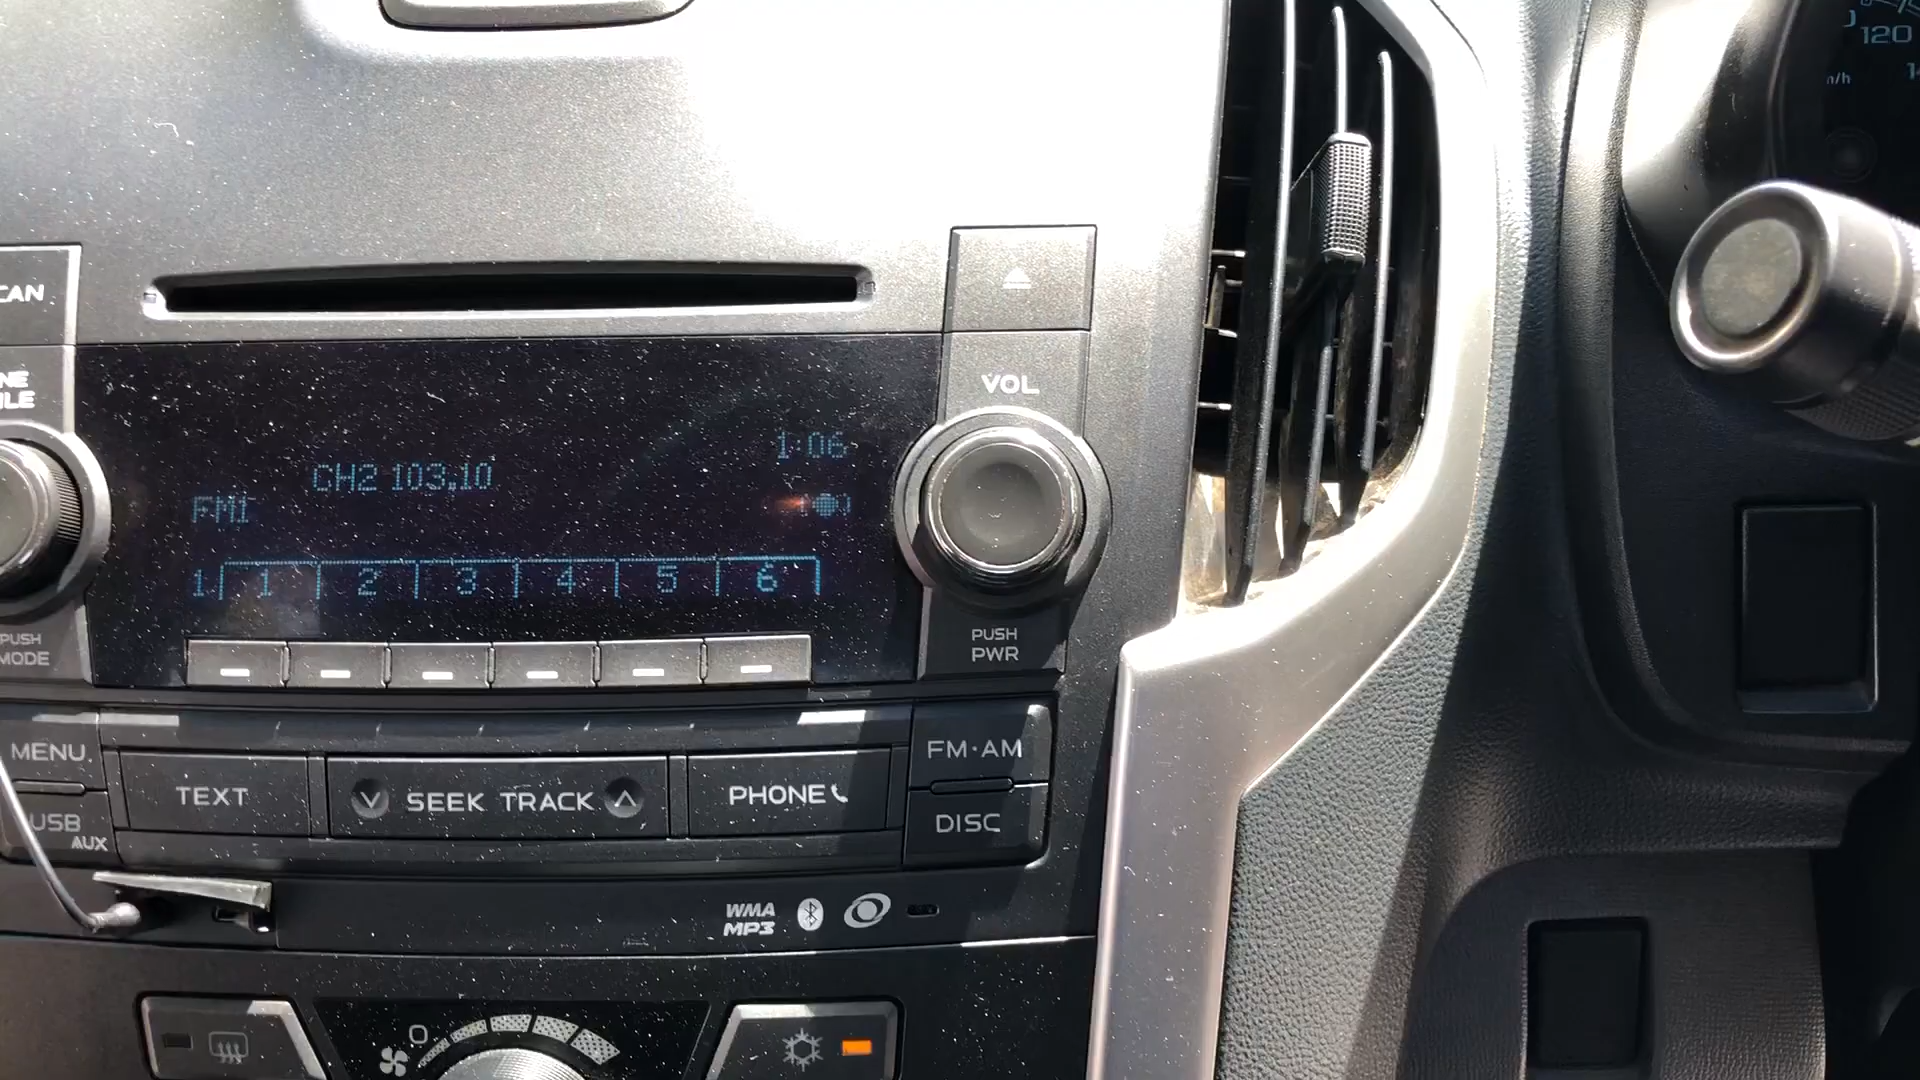 120
VOL
1:06
CH2 103.10
FM1
1 1 2 3 4 5 6
PUSH
MODE
PUSH
PWR
MENU
TEXT
SEEK TRACK
PHONE
FM·AM
DISC
USB
AUX
WMA
MP3
O